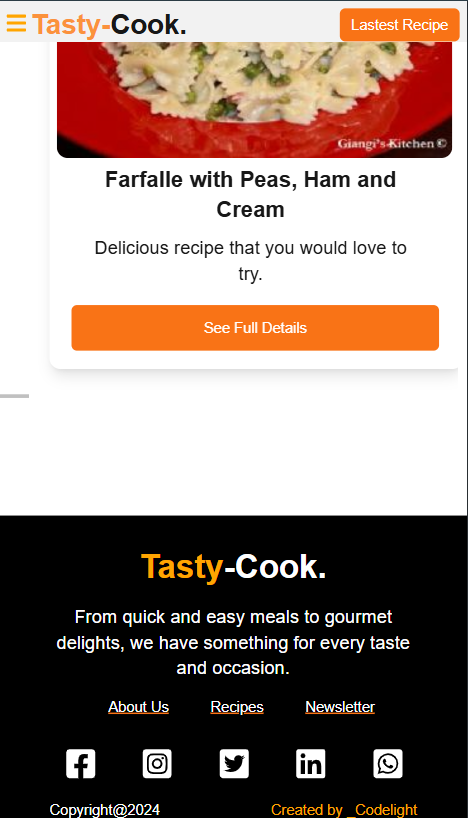 Tasty-Cook.
Lastest Recipe
Giangi's Kitchen ©
Farfalle with Peas, Ham and
Cream
Delicious recipe that you would love to
try.
See Full Details
Tasty-Cook.
From quick and easy meals to gourmet
delights, we have something for every taste
and occasion.
About Us Recipes Newsletter
Copyright@2024 Created by _Codelight